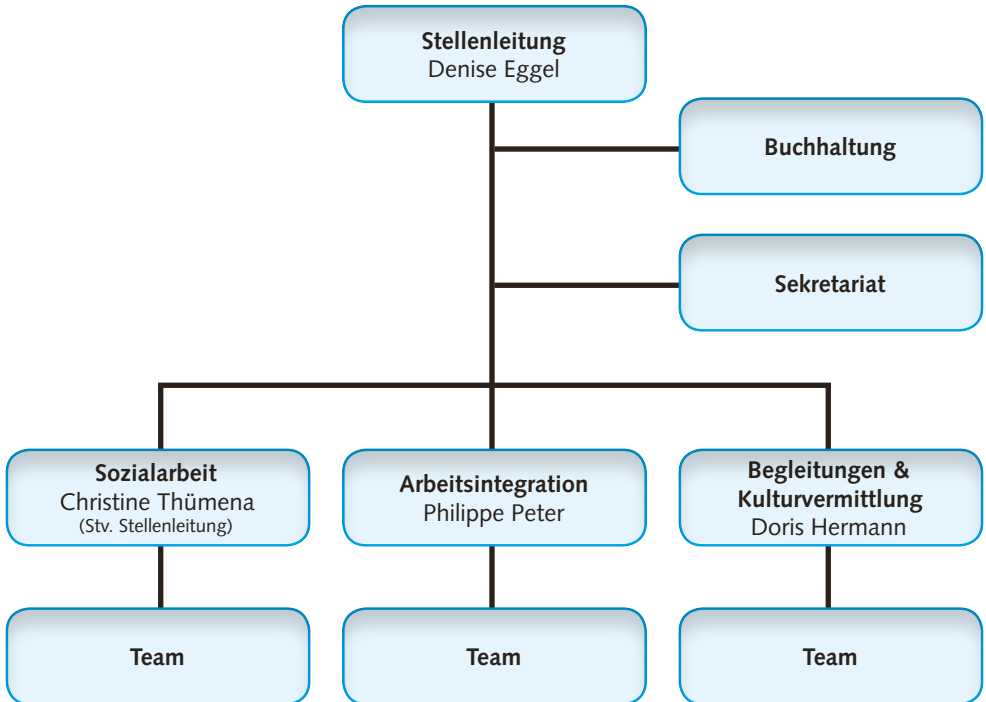 Stellenleitung
Denise Eggel
Buchhaltung
Sekretariat
Sozialarbeit
Christine Thümena
(Stv. Stellenleitung)
Arbeitsintegration
Philippe Peter
Begleitungen &
Kulturvermittlung
Doris Hermann
Team
Team
Team